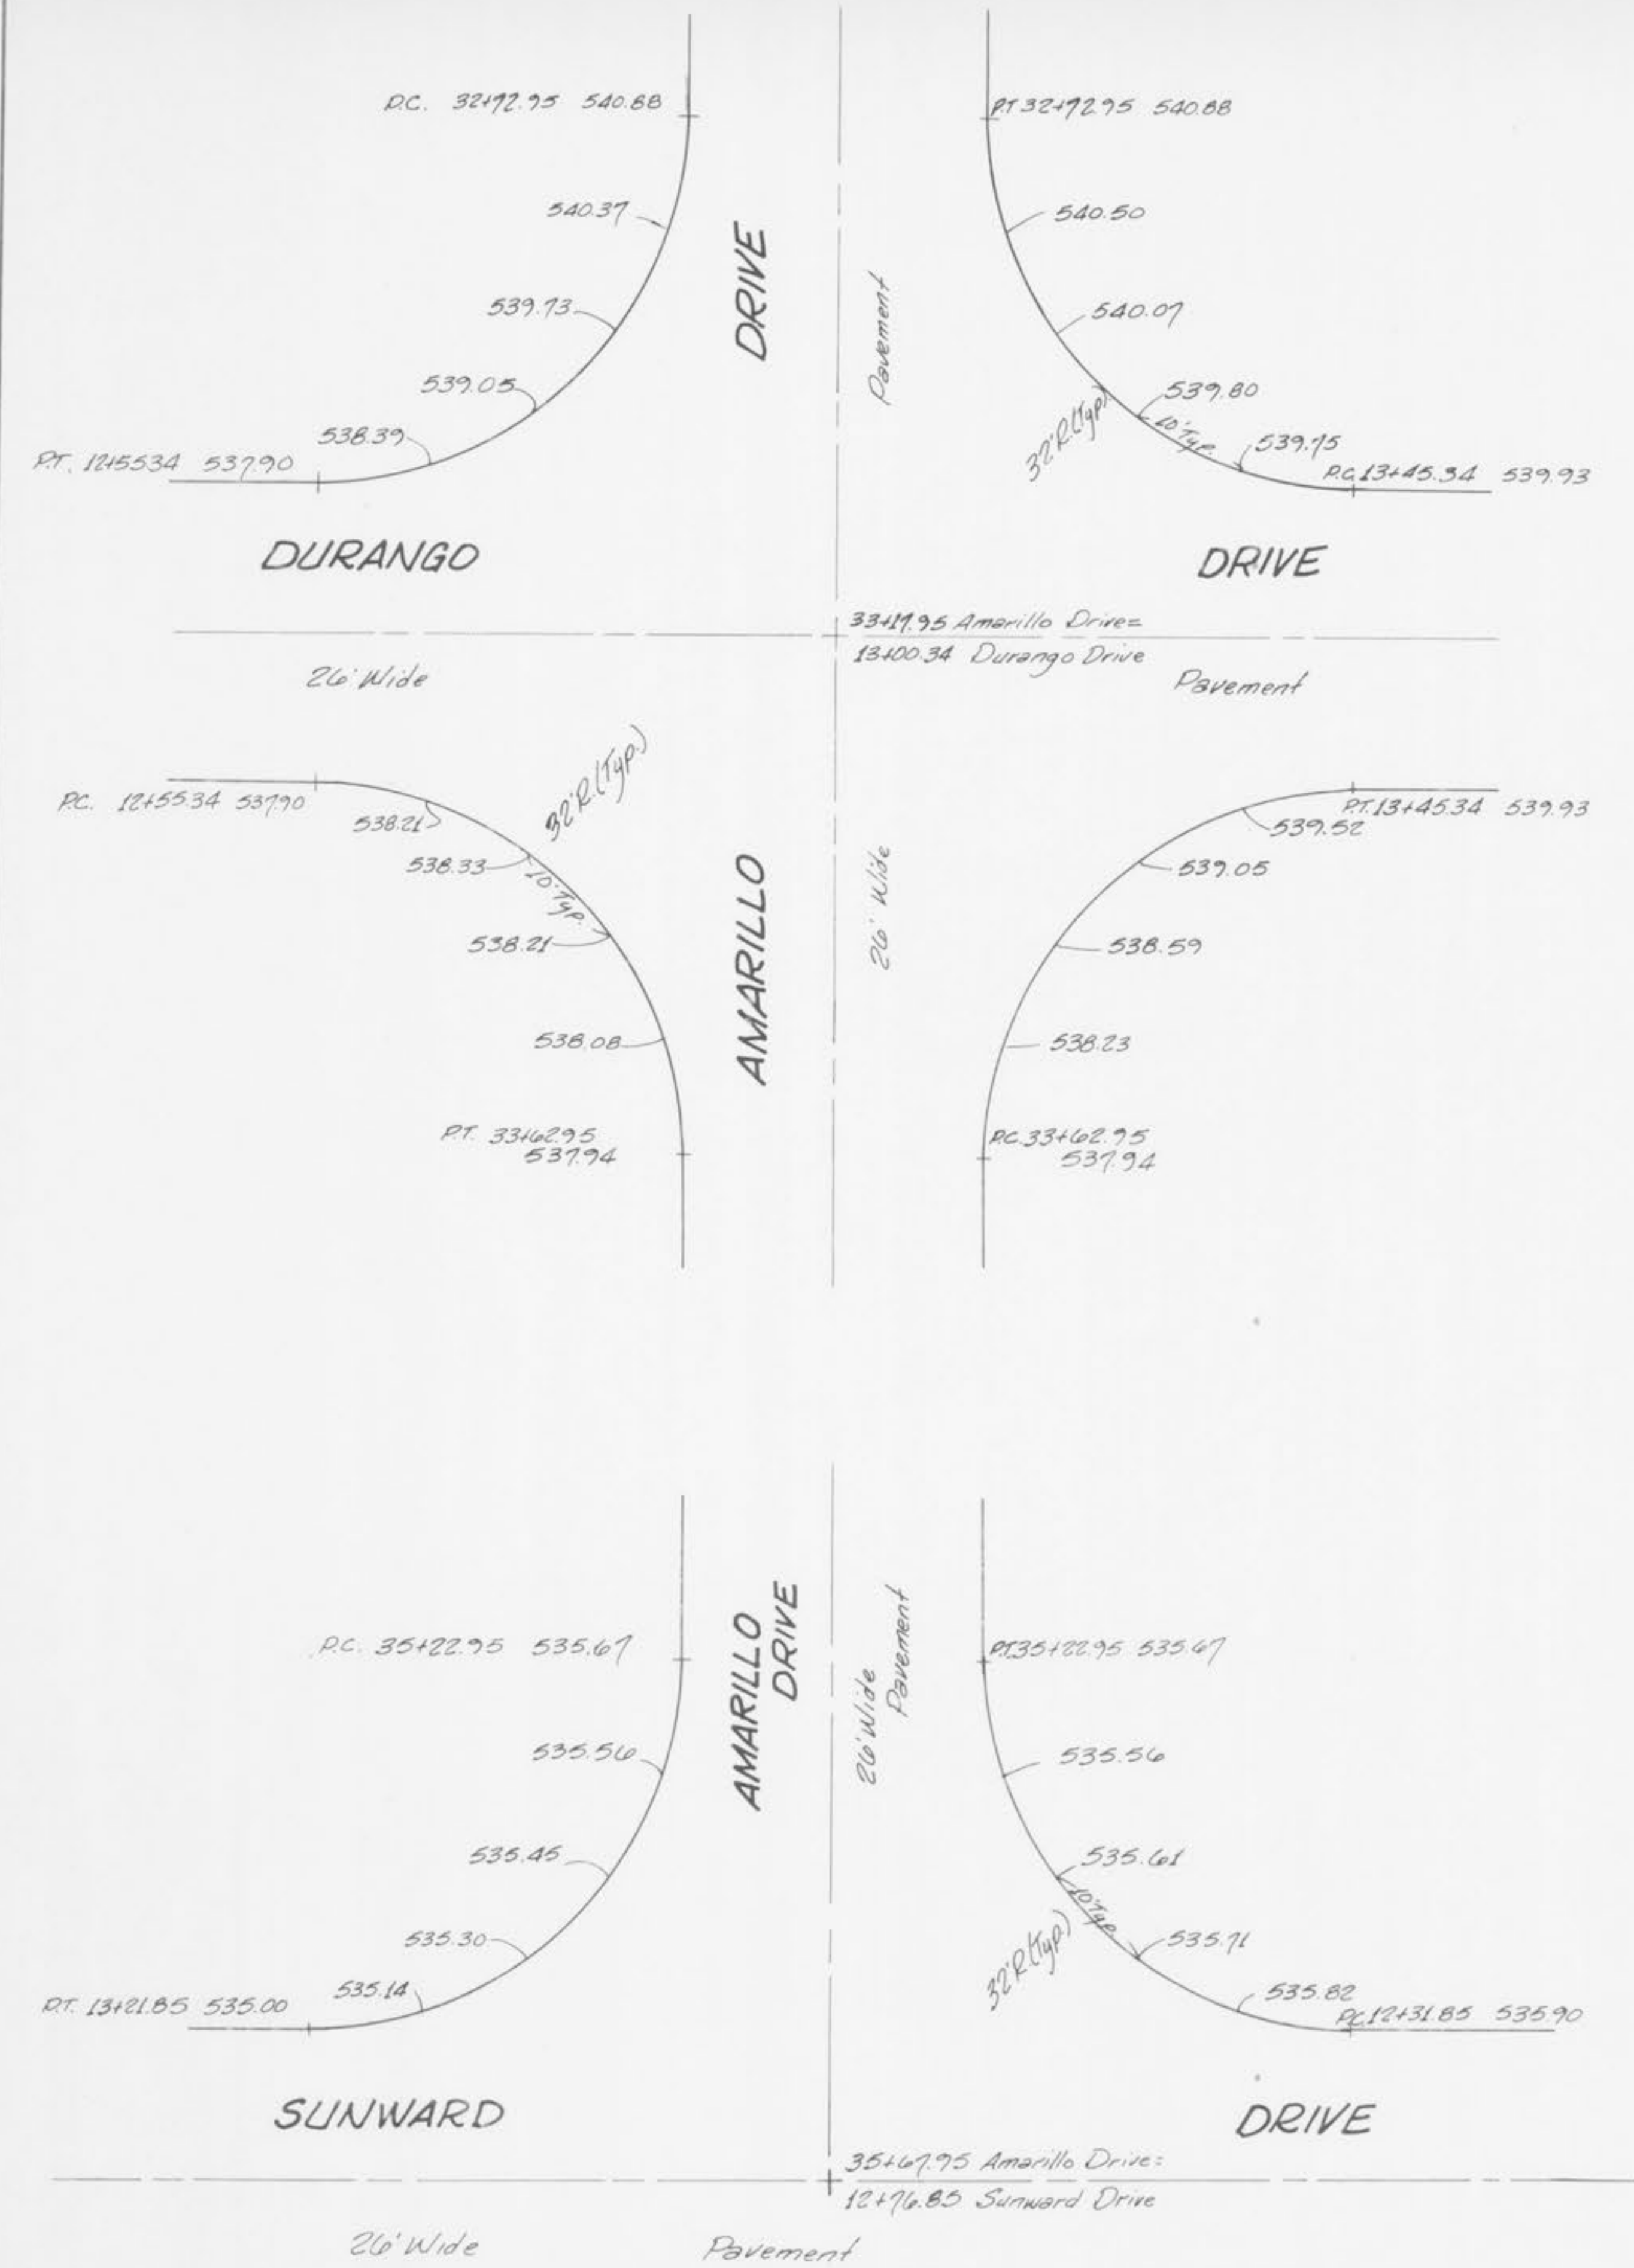 P.C. 32+72.95 540.88
P.T 32+72.95 540.88
540.37
540.50
DRIVE
Pavement
539.73
540.07
539.05
539.80
32'R.(Typ.)
10'Typ.
538.39
539.75
P.T. 12+55.34 537.90
P.C. 13+45.34 539.93
DURANGO
DRIVE
33+17.95 Amarillo Drive=
13+00.34 Durango Drive
26' Wide
Pavement
P.C. 12+55.34 537.90
32'R.(Typ.)
P.T. 13+45.34 539.93
538.21
539.52
538.33
10' Typ.
539.05
AMARILLO
26' Wide
538.21
538.59
538.08
538.23
P.T. 33+62.95
537.94
P.C. 33+62.95
537.94
P.C. 35+22.95 535.67
P.T. 35+22.95 535.67
AMARILLO
DRIVE
26' Wide
Pavement
535.56
535.56
535.45
535.61
10'Typ.
32'R.(Typ.)
535.30
535.71
535.14
535.82
P.T. 13+21.85 535.00
P.C. 12+31.85 535.90
SUNWARD
DRIVE
35+67.95 Amarillo Drive=
12+76.85 Sunward Drive
26' Wide
Pavement